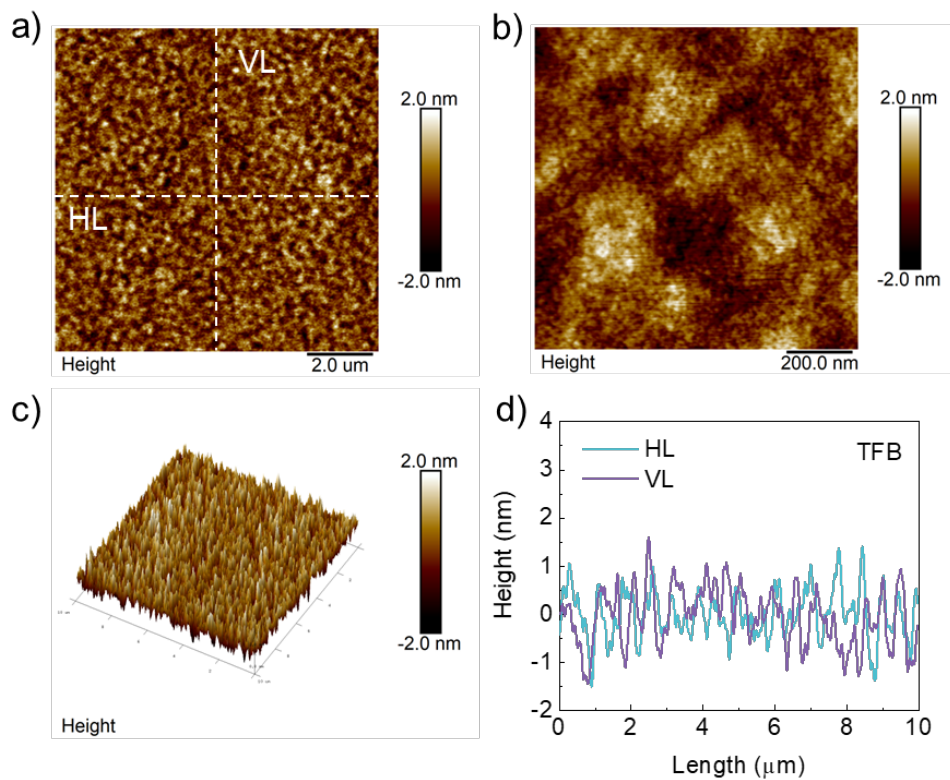 a)
VL
HL
2.0 nm
-2.0 nm
Height
2.0 um
b)
2.0 nm
-2.0 nm
Height
200.0 nm
c)
2.0 nm
-2.0 nm
Height
d)
HL
VL
TFB
Height (nm)
4
3
2
1
0
-1
-2
0
2
4
6
8
10
Length (μm)